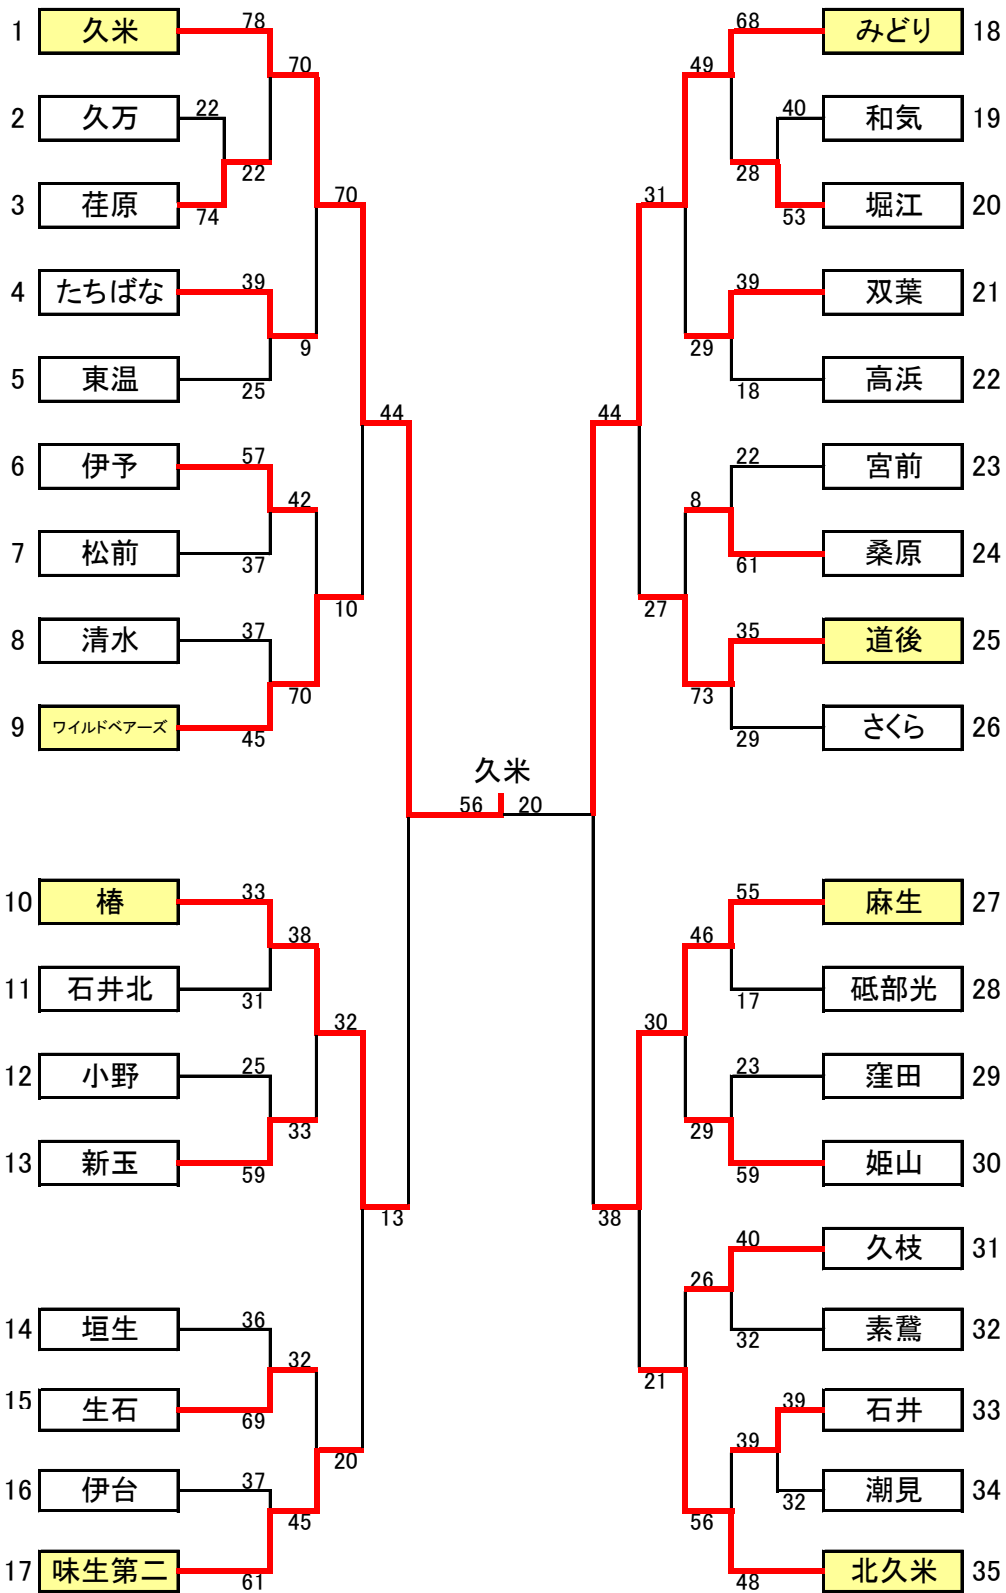 1 久米 78 68 みどり 18
70 49
2 久万 22 40 和気 19
22 28
3 荏原 74 53 堀江 20
70 31
4 たちばな 39 39 双葉 21
9 29
5 東温 25 18 高浜 22
44 44
6 伊予 57 22 宮前 23
42 8
7 松前 37 61 桑原 24
10 27
8 清水 37 35 道後 25
70 73
9 ワイルドベアーズ 45 29 さくら 26
久米
56 20
10 椿 33 55 麻生 27
38 46
11 石井北 31 17 砥部光 28
32 30
12 小野 25 23 窪田 29
33 29
13 新玉 59 59 姫山 30
13 38
40 久枝 31
26
14 垣生 36 32 素鵞 32
32 21
15 生石 69 39 石井 33
20 39
16 伊台 37 32 潮見 34
45 56
17 味生第二 61 48 北久米 35